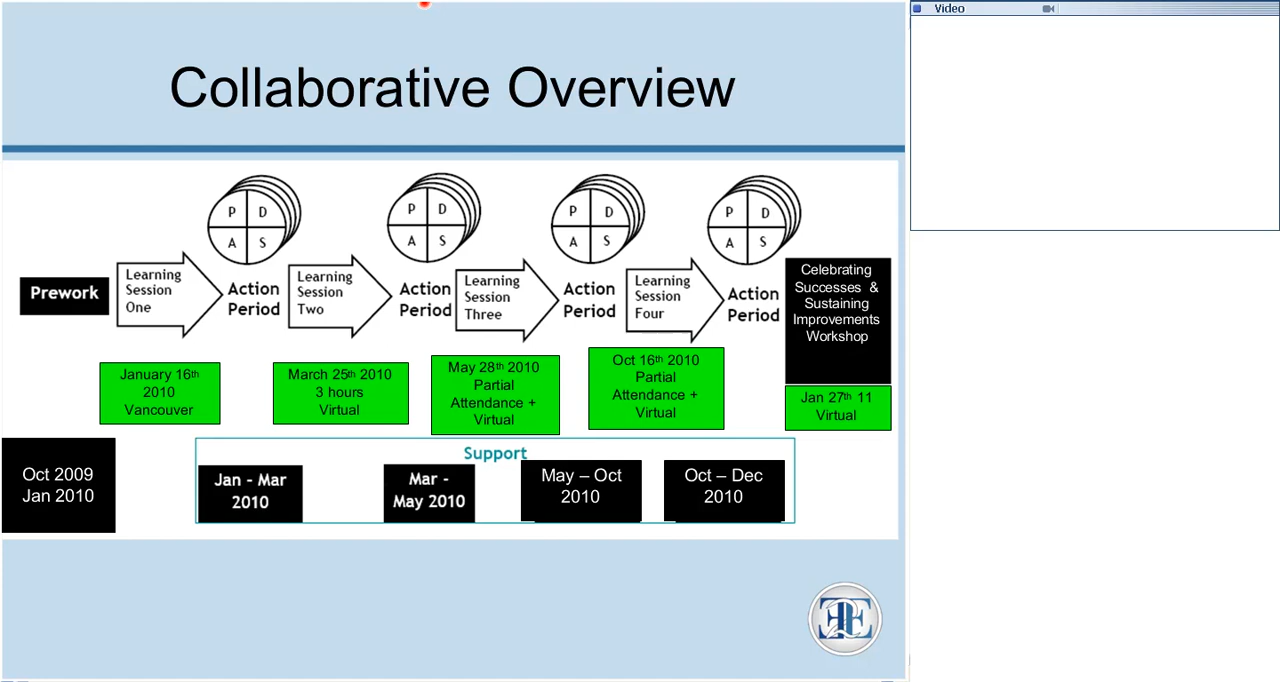 Video
Collaborative Overview
P D
A S
P D
A S
P D
A S
P D
A S
Prework
Learning
Session
One
Action
Period
Learning
Session
Two
Action
Period
Learning
Session
Three
Action
Period
Learning
Session
Four
Action
Period
Celebrating
Successes &
Sustaining
Improvements
Workshop
January 16th
2010
Vancouver
March 25th 2010
3 hours
Virtual
May 28th 2010
Partial
Attendance +
Virtual
Oct 16th 2010
Partial
Attendance +
Virtual
Jan 27th 11
Virtual
Oct 2009
Jan 2010
Support
Jan - Mar
2010
Mar -
May 2010
May – Oct
2010
Oct – Dec
2010